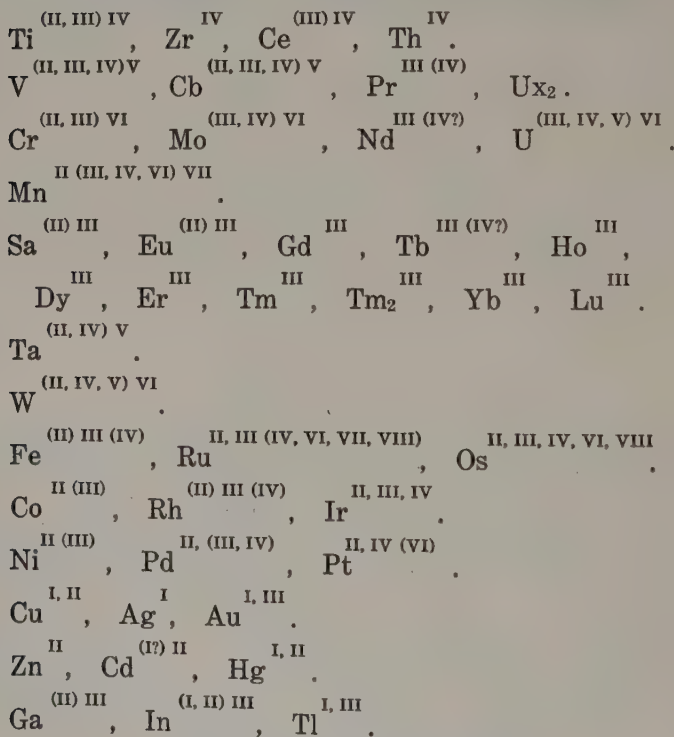 Ti^(II, III) IV, Zr^IV, Ce^(III) IV, Th^IV.
V^(II, III, IV) V, Cb^(II, III, IV) V, Pr^III (IV), Ux₂.
Cr^(II, III) VI, Mo^(III, IV) VI, Nd^III (IV?), U^(III, IV, V) VI.
Mn^II (III, IV, VI) VII.
Sa^(II) III, Eu^(II) III, Gd^III, Tb^III (IV?), Ho^III,
Dy^III, Er^III, Tm^III, Tm₂^III, Yb^III, Lu^III.
Ta^(II, IV) V.
W^(II, IV, V) VI.
Fe^(II) III (IV), Ru^II, III (IV, VI, VII, VIII), Os^II, III, IV, VI, VIII.
Co^II (III), Rh^(II) III (IV), Ir^II, III, IV.
Ni^II (III), Pd^II, (III, IV), Pt^II, IV (VI).
Cu^I, II, Ag^I, Au^I, III.
Zn^II, Cd^(I?) II, Hg^I, II.
Ga^(II) III, In^(I, II) III, Tl^I, III.